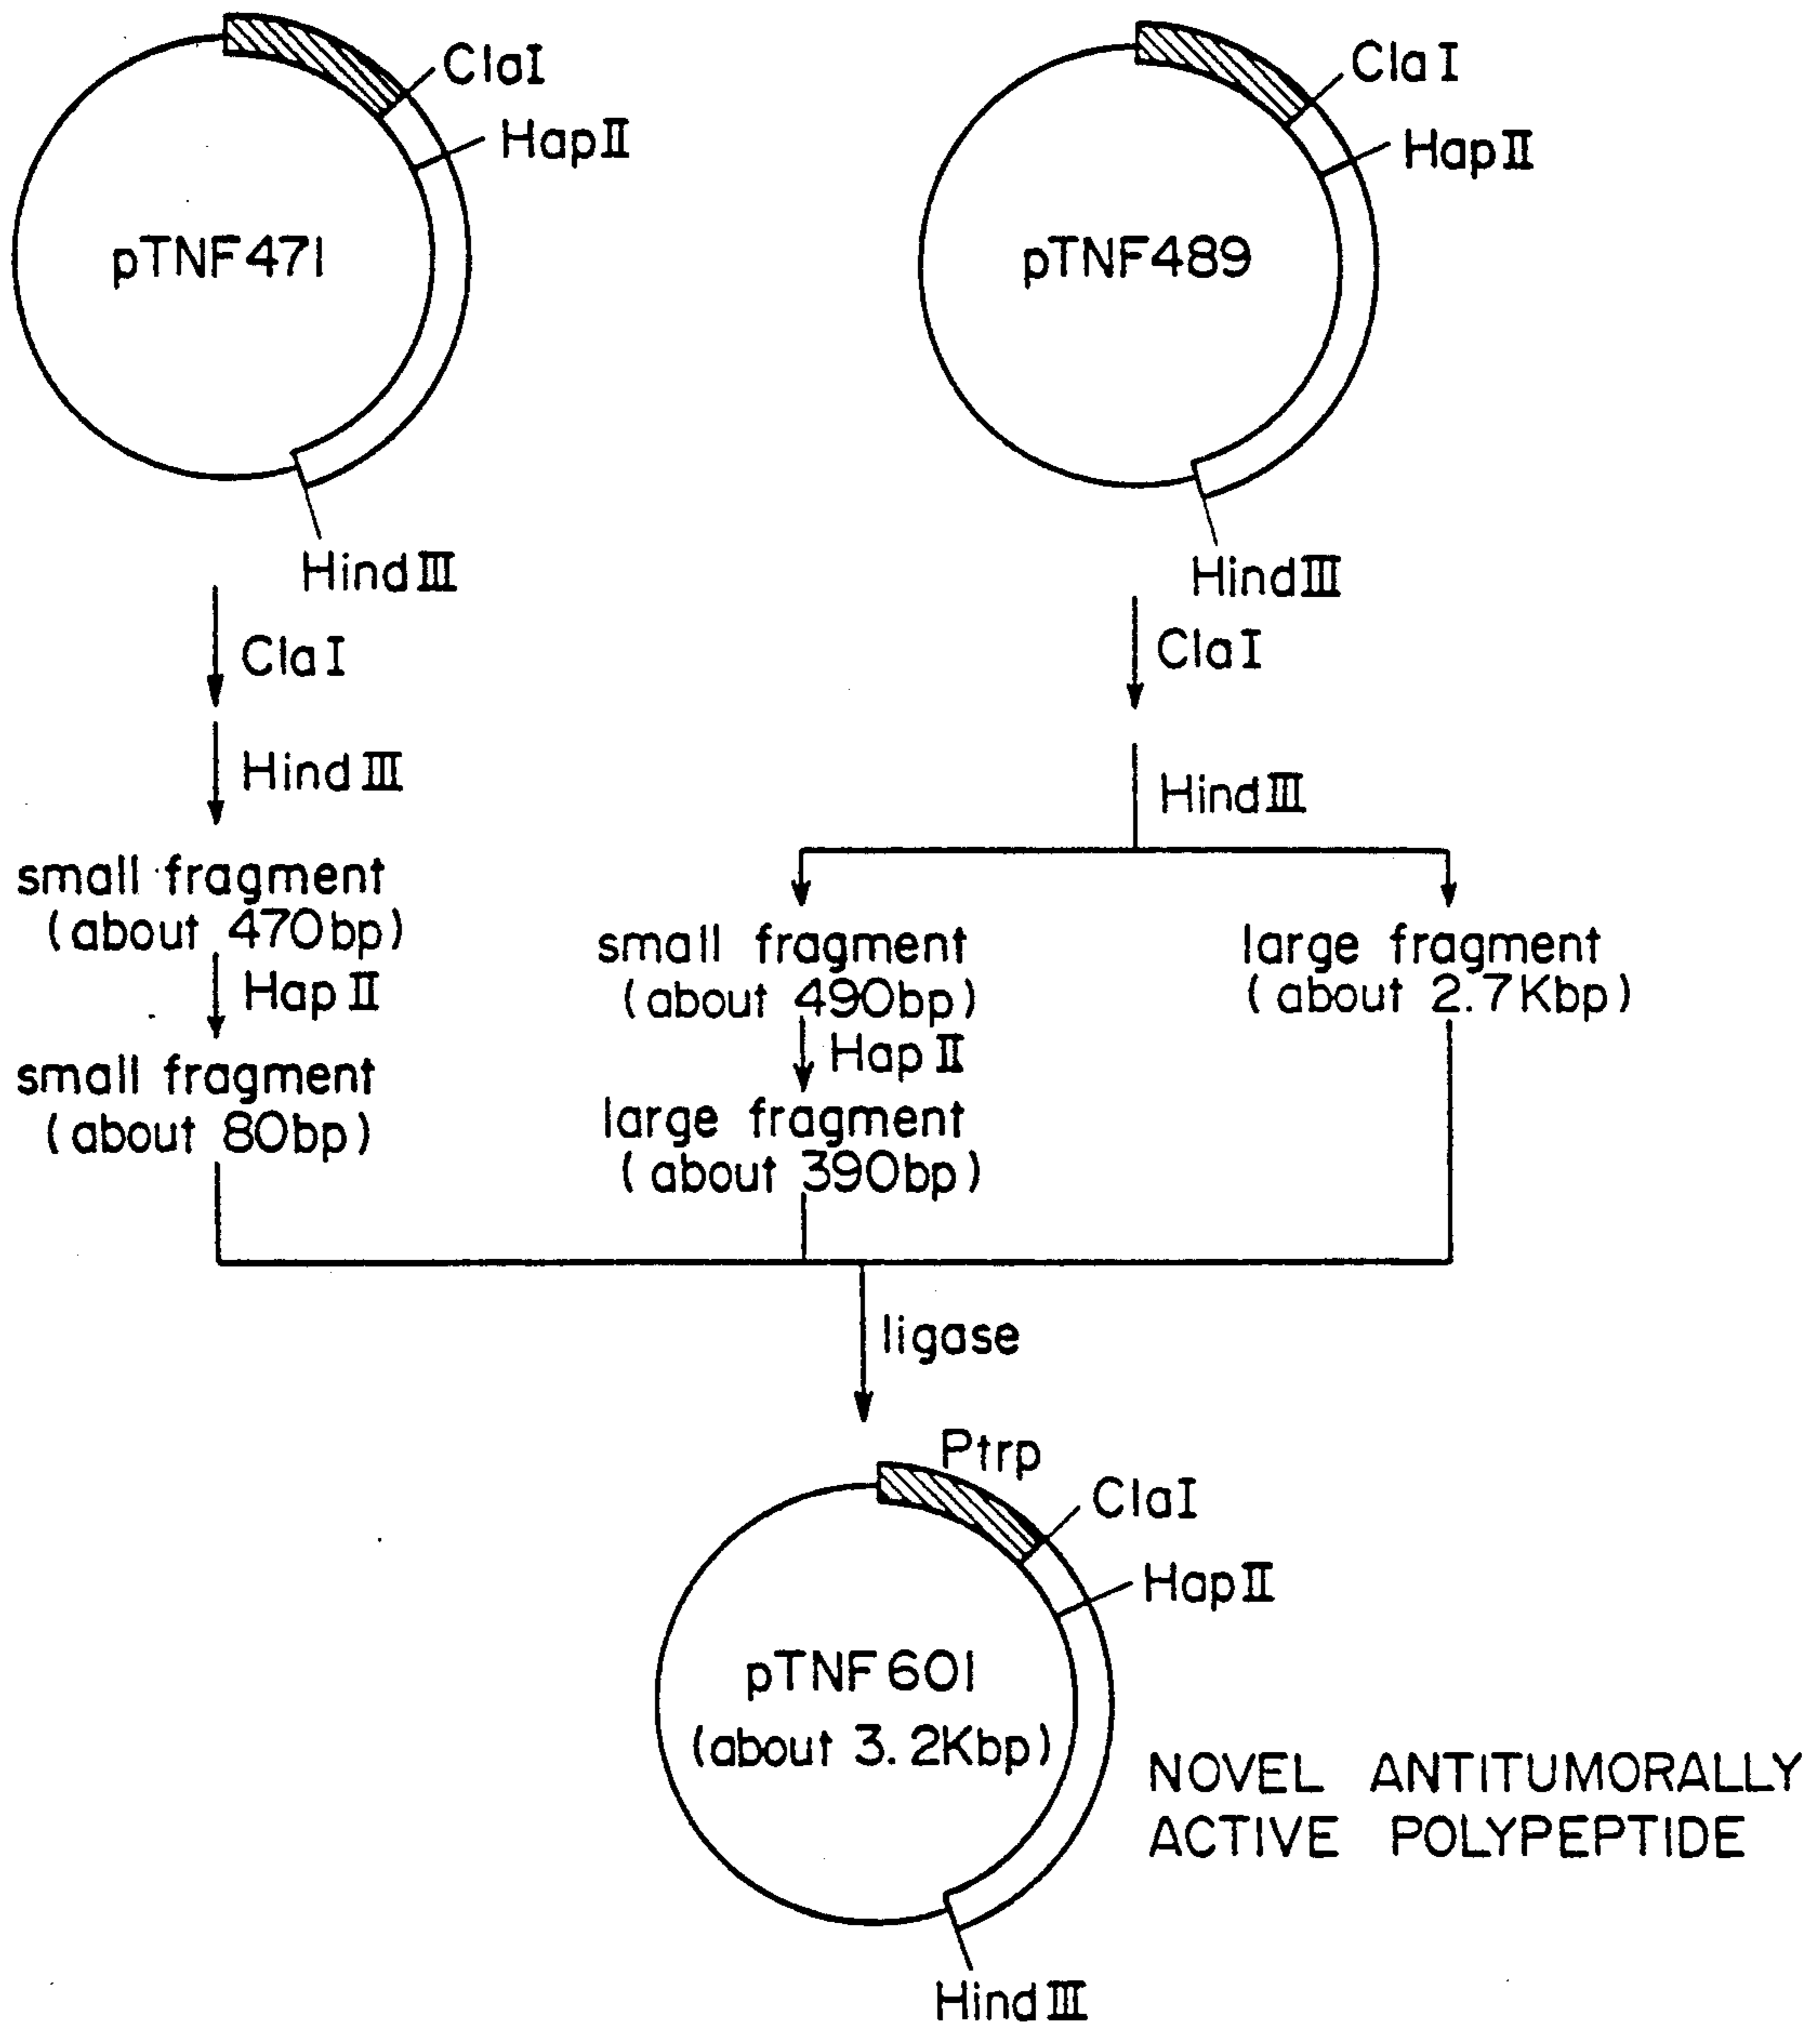 ClaI
HapII
pTNF471
HindIII
ClaI
HindIII
small fragment
(about 470bp)
HapII
small fragment
(about 80bp)
ClaI
HapII
pTNF489
HindIII
ClaI
HindIII
small fragment
(about 490bp)
HapII
large fragment
(about 390bp)
large fragment
(about 2.7Kbp)
ligase
Ptrp
ClaI
HapII
pTNF601
(about 3.2Kbp)
HindIII
NOVEL ANTITUMORALLY
ACTIVE POLYPEPTIDE